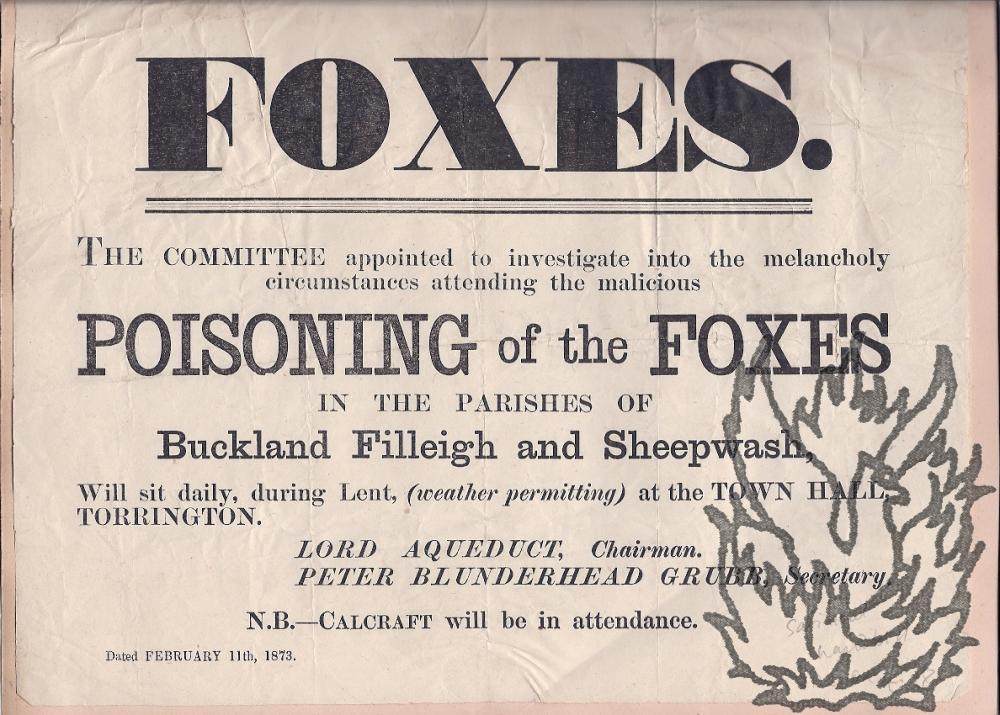 FOXES.
THE COMMITTEE appointed to investigate into the melancholy
circumstances attending the malicious
POISONING of the FOXES
IN THE PARISHES OF
Buckland Filleigh and Sheepwash,
Will sit daily, during Lent, (weather permitting) at the TOWN HALL,
TORRINGTON.
LORD AQUEDUCT, Chairman.
PETER BLUNDERHEAD GRUBB, Secretary.
N.B.—CALCRAFT will be in attendance.
Dated FEBRUARY 11th, 1873.